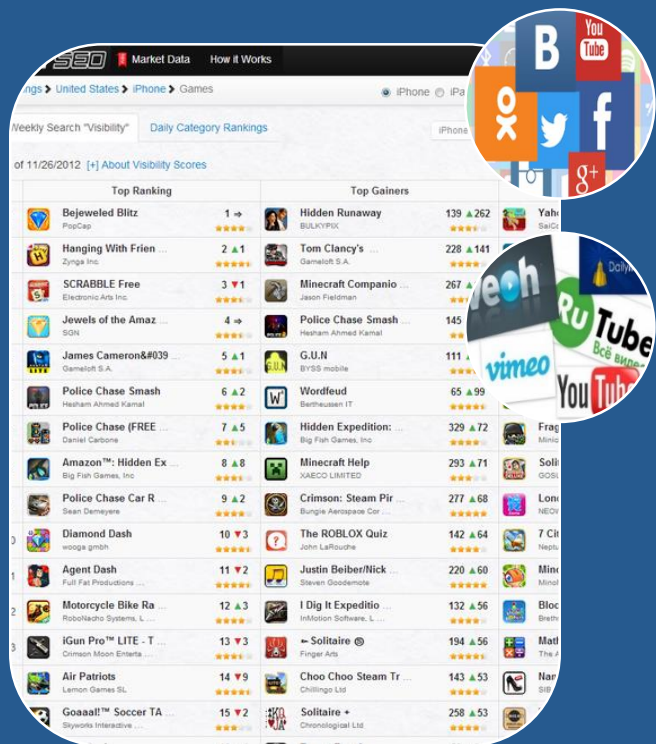 SEO Market Data How it Works
United States > iPhone > Games
iPhone
Weekly Search "Visibility" Daily Category Rankings
iPhone
of 11/26/2012 [+] About Visibility Scores
Top Ranking Top Gainers
Bejeweled Blitz 1 ⇒ Hidden Runaway 139 ▲262
PopCap BULKYPIX
Hanging With Frien ... 2 ▲1 Tom Clancy's ... 228 ▲141
Zynga Inc. Gameloft S.A.
SCRABBLE Free 3 ▼1 Minecraft Companio ... 267 ▲
Electronic Arts Inc. Jason Fieldman
Jewels of the Amaz ... 4 ⇒ Police Chase Smash ... 145
SGN Hesham Ahmed Kamal
James Cameron&#039 ... 5 ▲1 G.U.N 111
Gameloft S.A. BYSS mobile
Police Chase Smash 6 ▲2 Wordfeud 65 ▲99
Hesham Ahmed Kamal Bertheussen IT
Police Chase (FREE ... 7 ▲5 Hidden Expedition: ... 329 ▲72
Daniel Carbone Big Fish Games, Inc
Amazon™: Hidden Ex ... 8 ▲8 Minecraft Help 293 ▲71
Big Fish Games, Inc XAECO LIMITED
Police Chase Car R ... 9 ▲2 Crimson: Steam Pir ... 277 ▲68
Sean Demeyere Bungie Aerospace Cor ...
Diamond Dash 10 ▼3 The ROBLOX Quiz 142 ▲64
wooga gmbh John LaRouche
Agent Dash 11 ▼2 Justin Beiber/Nick ... 220 ▲60
Full Fat Productions ... Steven Goodemote
Motorcycle Bike Ra ... 12 ▲3 I Dig It Expeditio ... 132 ▲56
RoboNacho Systems, L ... InMotion Software, L ...
iGun Pro™ LITE - T ... 13 ▼3 Solitaire 194 ▲56
Crimson Moon Enterta ... Finger Arts
Air Patriots 14 ▼9 Choo Choo Steam Tr ... 143 ▲53
Lemon Games SL Chillingo Ltd
Goaaal!™ Soccer TA ... 15 ▼2 Solitaire + 258 ▲53
Skyworks Interactive ... Chronological Ltd
B
You
Tube
f
g+
eoh
RuTube
Всё
vimeo
YouTube